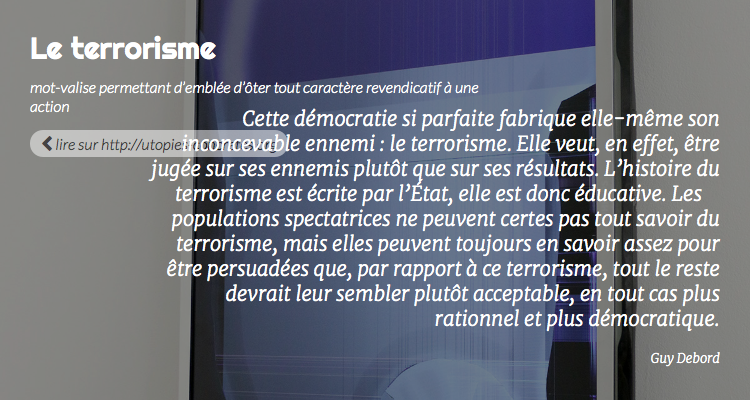 Le terrorisme
mot-valise permettant d'emblée d'ôter tout caractère revendicatif à une
action
Cette démocratie si parfaite fabrique elle-même son
lire sur http://utopies
inconcevable ennemi : le terrorisme. Elle veut, en effet, être
jugée sur ses ennemis plutôt que sur ses résultats. L’histoire du
terrorisme est écrite par l’État, elle est donc éducative. Les
populations spectatrices ne peuvent certes pas tout savoir du
terrorisme, mais elles peuvent toujours en savoir assez pour
être persuadées que, par rapport à ce terrorisme, tout le reste
devrait leur sembler plutôt acceptable, en tout cas plus
rationnel et plus démocratique.
Guy Debord